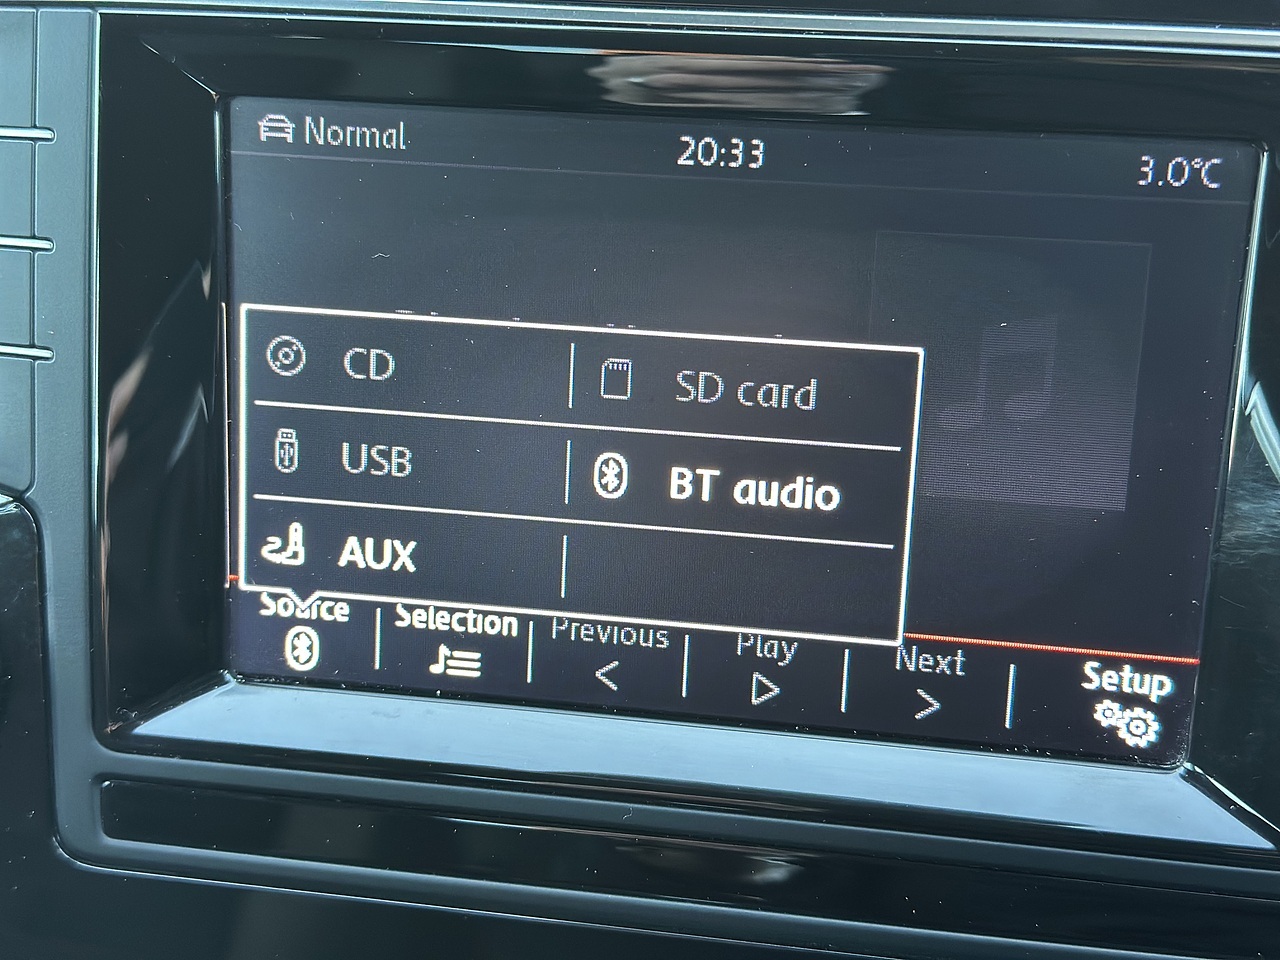 Normal
20:33
3.0°C
CD
SD card
USB
BT audio
AUX
Source
Selection
Previous
Play
Next
Setup